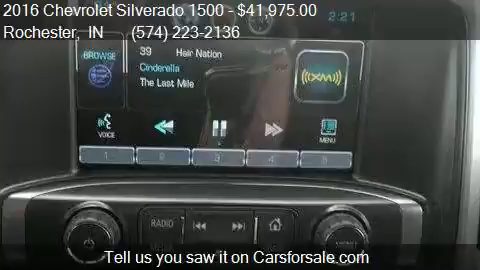 2016 Chevrolet Silverado 1500 - $41,975.00
Rochester, IN (574) 223-2136
2:21
BROWSE
39 Hair Nation
Cinderella
The Last Mile
((XM))
VOICE
MENU
1 2 3 4 5
RADIO
MENU
Tell us you saw it on Carsforsale.com